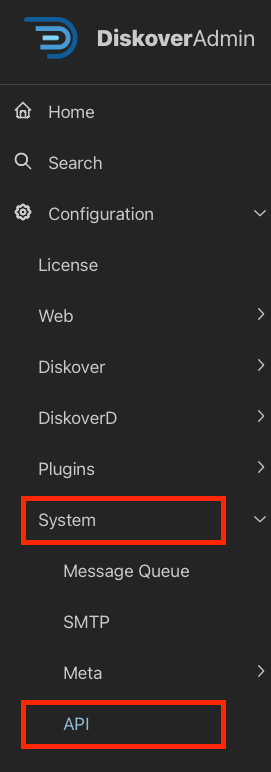 DiskoverAdmin
Home
Search
Configuration
License
Web
Diskover
DiskoverD
Plugins
System
Message Queue
SMTP
Meta
API